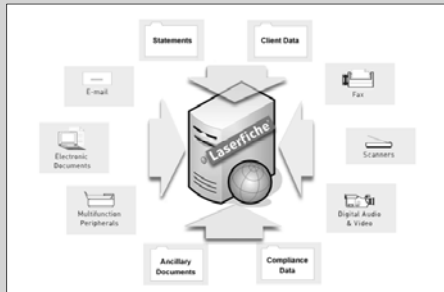 Statements
Client Data
E-mail
Fax
Electronic
Documents
Laserfiche
Scanners
Multifunction
Peripherals
Digital Audio
& Video
Ancillary
Documents
Compliance
Data